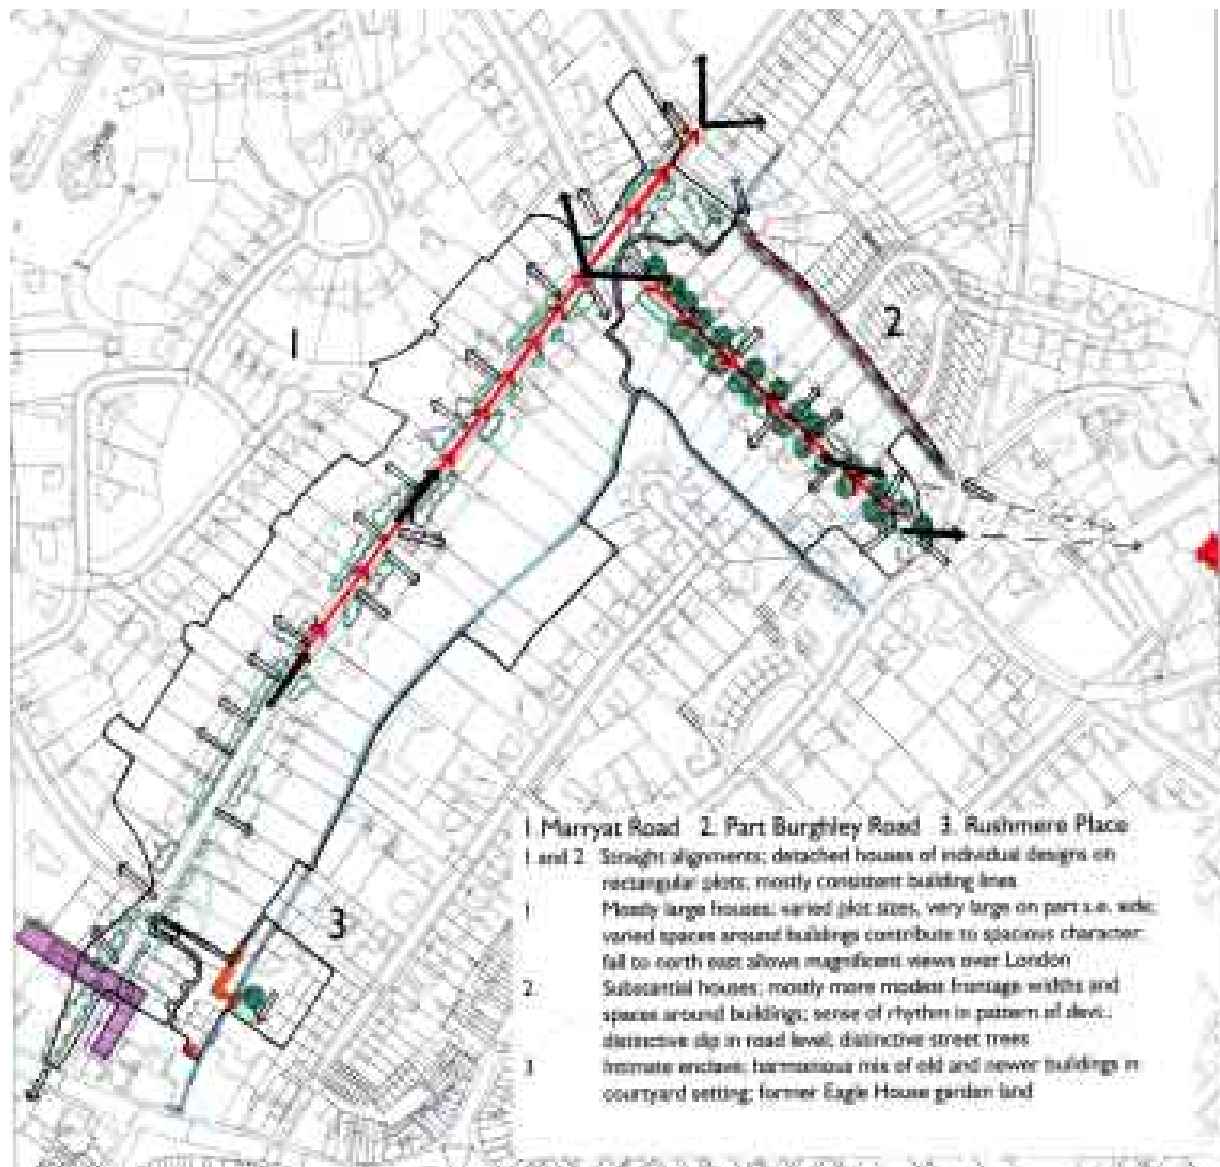 1
2
3
1. Marryat Road 2. Part Burghley Road 3. Rushmere Place
1 and 2 Straight alignments; detached houses of individual designs on
rectangular plots; mostly consistent building lines
1 Mostly large houses; varied plot sizes, very large on part s.e. side;
varied spaces around buildings contribute to spacious character;
fall to north east allows magnificent views over London
2. Substantial houses; mostly more modest frontage widths and
spaces around buildings; sense of rhythm in pattern of devt.;
distinctive dip in road level; distinctive street trees
3 Intimate enclave; harmonious mix of old and newer buildings in
courtyard setting; former Eagle House garden land